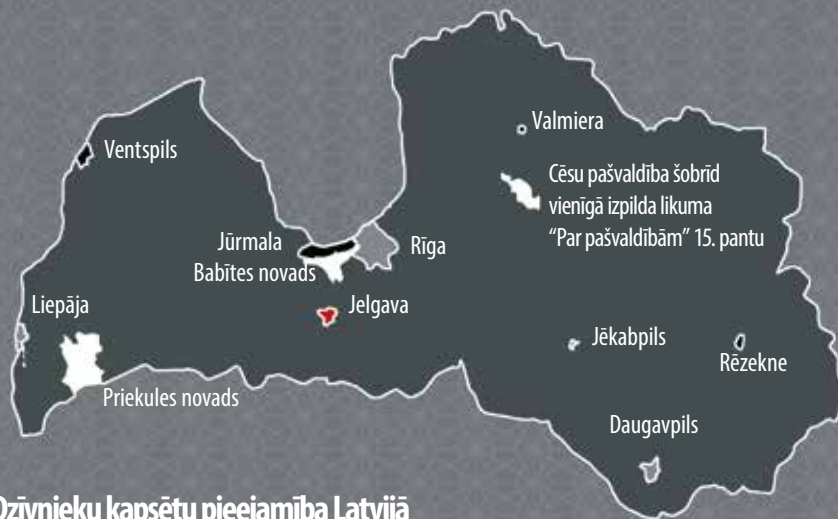 Valmiera
Ventspils
Cēsu pašvaldība šobrīd
vienīgā izpilda likuma
“Par pašvaldībām” 15. pantu
Jūrmala
Rīga
Babītes novads
Liepāja
Jelgava
Jēkabpils
Rēzekne
Priekules novads
Daugavpils
Dzīvnieku kapsētu pieejamība Latvijā